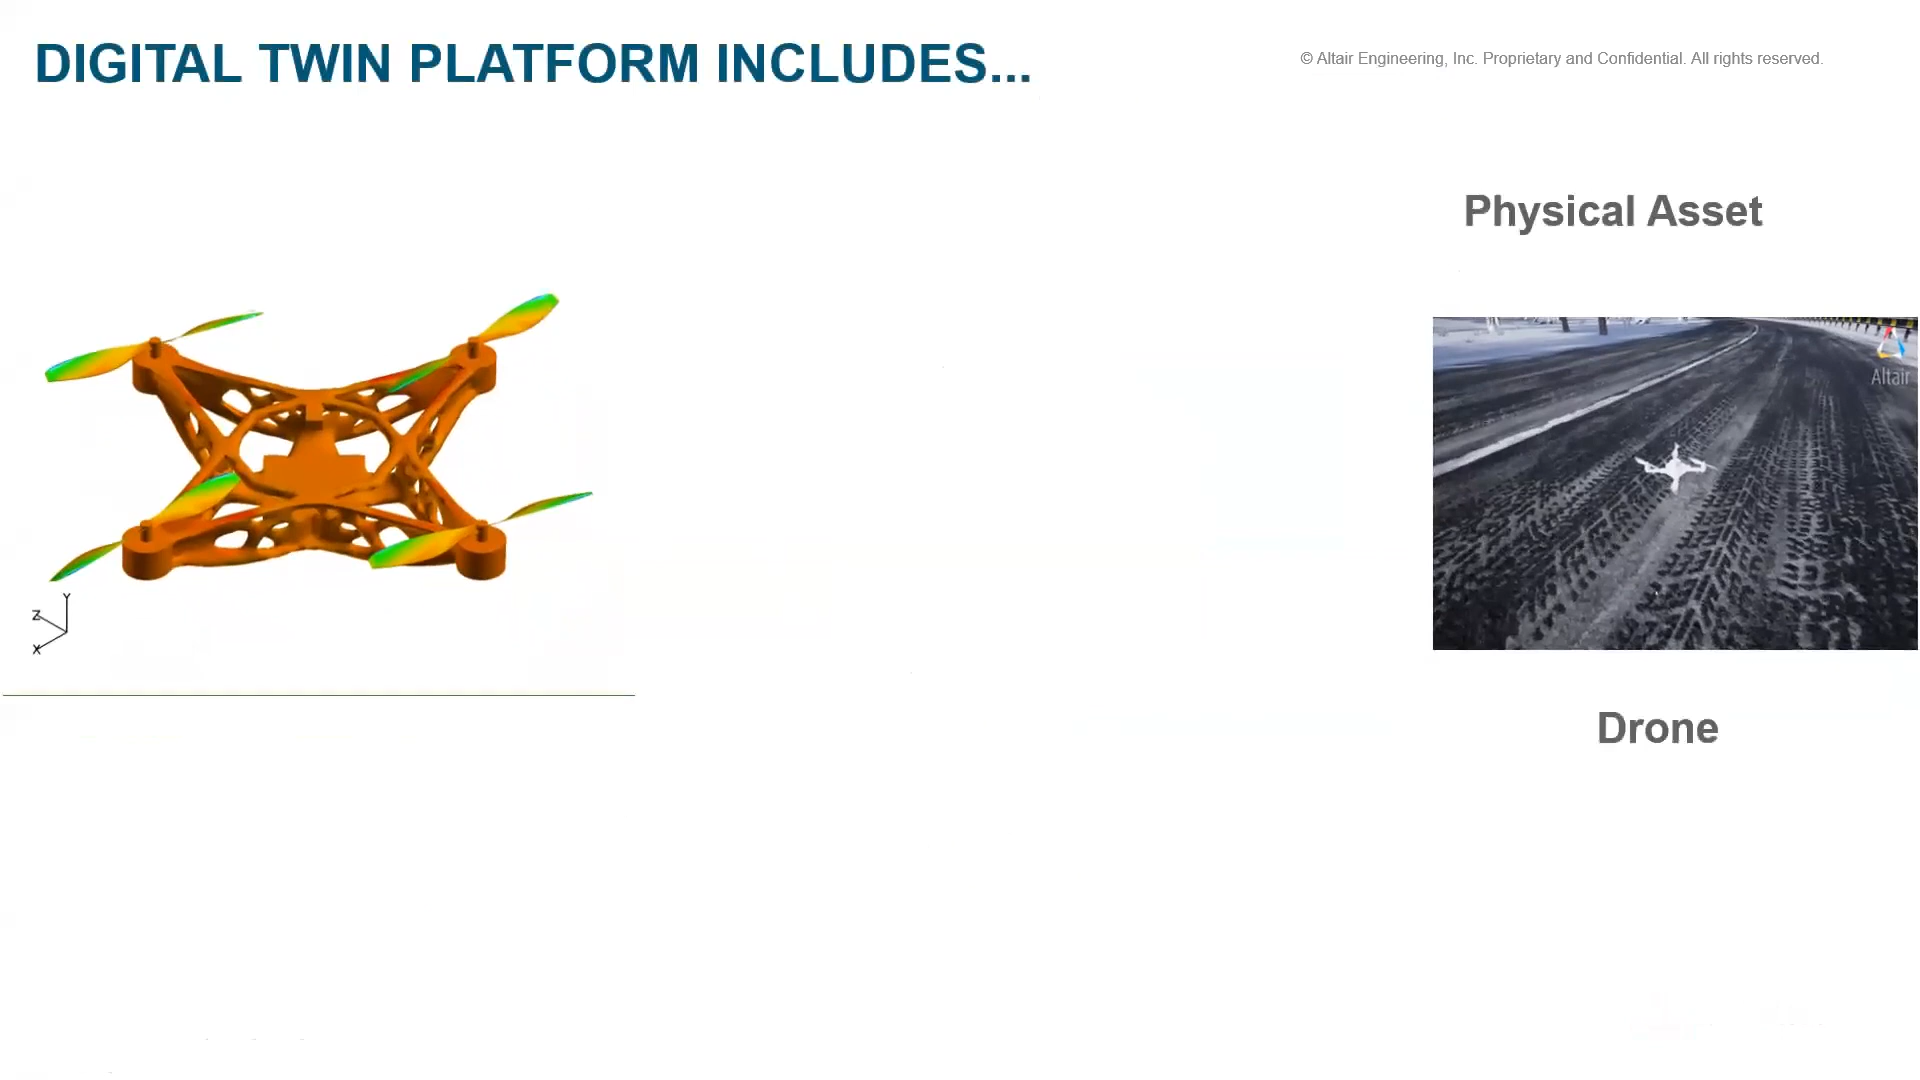 DIGITAL TWIN PLATFORM INCLUDES...
© Altair Engineering, Inc. Proprietary and Confidential. All rights reserved.
Physical Asset
Altair
Y
Z
X
Drone